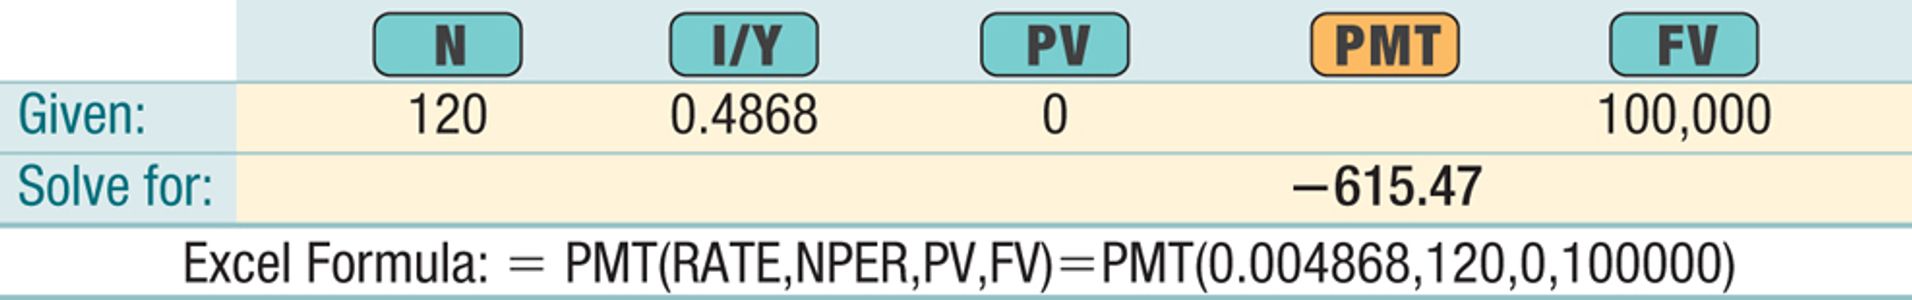 N I/Y PV PMT FV
Given: 120 0.4868 0 100,000
Solve for: −615.47
Excel Formula: = PMT(RATE,NPER,PV,FV)=PMT(0.004868,120,0,100000)